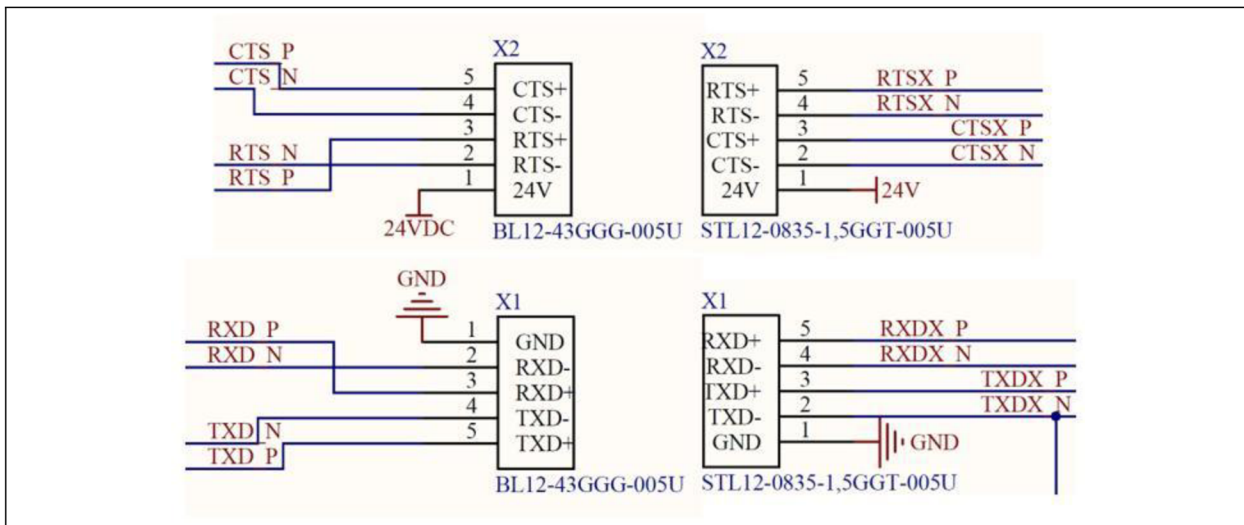 X2
CTS_P
CTS_N
5 CTS+
4 CTS-
3 RTS+
RTS_N
2 RTS-
RTS_P
1 24V
24VDC
BL12-43GGG-005U
X2
RTS+ 5 RTSX_P
RTS- 4 RTSX_N
CTS+ 3 CTSX_P
CTS- 2 CTSX_N
24V 1 24V
STL12-0835-1,5GGT-005U
GND
X1
RXD_P
1 GND
RXD_N
2 RXD-
3 RXD+
4 TXD-
TXD_N
5 TXD+
TXD_P
BL12-43GGG-005U
X1
RXD+ 5 RXDX_P
RXD- 4 RXDX_N
TXD+ 3 TXDX_P
TXD- 2 TXDX_N
GND 1 GND
STL12-0835-1,5GGT-005U